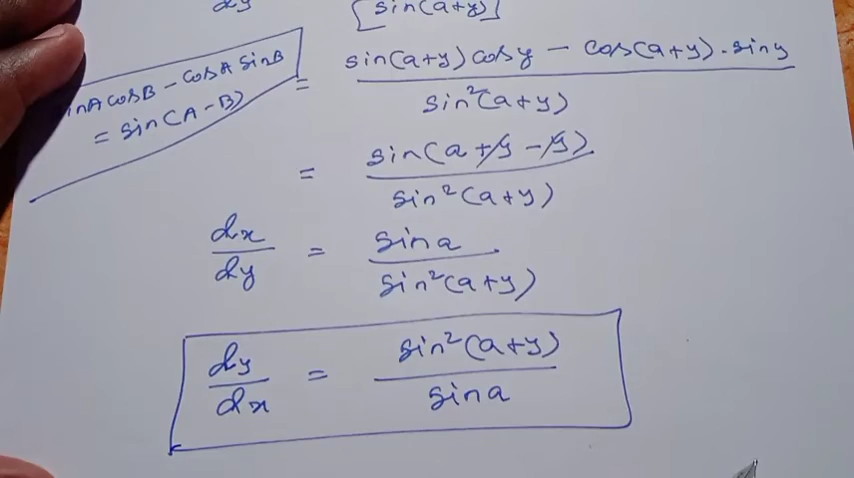 dy [sin(a+y)]
sinA cosB - cosA sinB
= sin(A-B)
= sin(a+y) cosy - cos(a+y).siny
sin²(a+y)
= sin(a+y-y)
sin²(a+y)
dx/dy = sina
sin²(a+y)
dy/dx = sin²(a+y)
sina